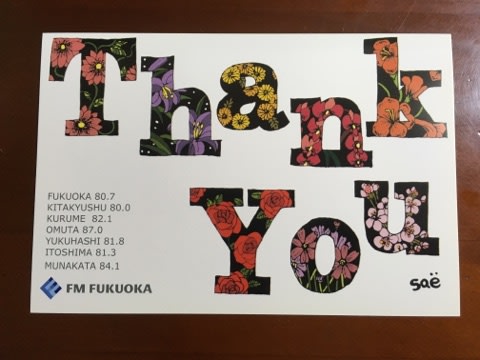 Thank
You
FUKUOKA 80.7
KITAKYUSHU 80.0
KURUME 82.1
OMUTA 87.0
YUKUHASHI 81.8
ITOSHIMA 81.3
MUNAKATA 84.1
FM FUKUOKA
saë